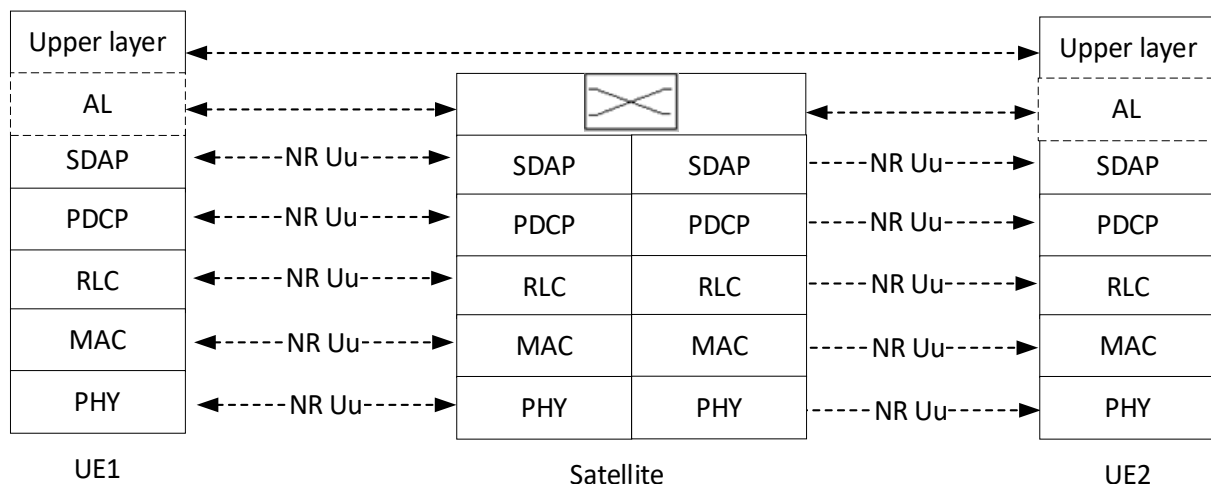 Upper layer Upper layer
AL AL
SDAP NR Uu SDAP SDAP NR Uu SDAP
PDCP NR Uu PDCP PDCP NR Uu PDCP
RLC NR Uu RLC RLC NR Uu RLC
MAC NR Uu MAC MAC NR Uu MAC
PHY NR Uu PHY PHY NR Uu PHY
UE1 Satellite UE2